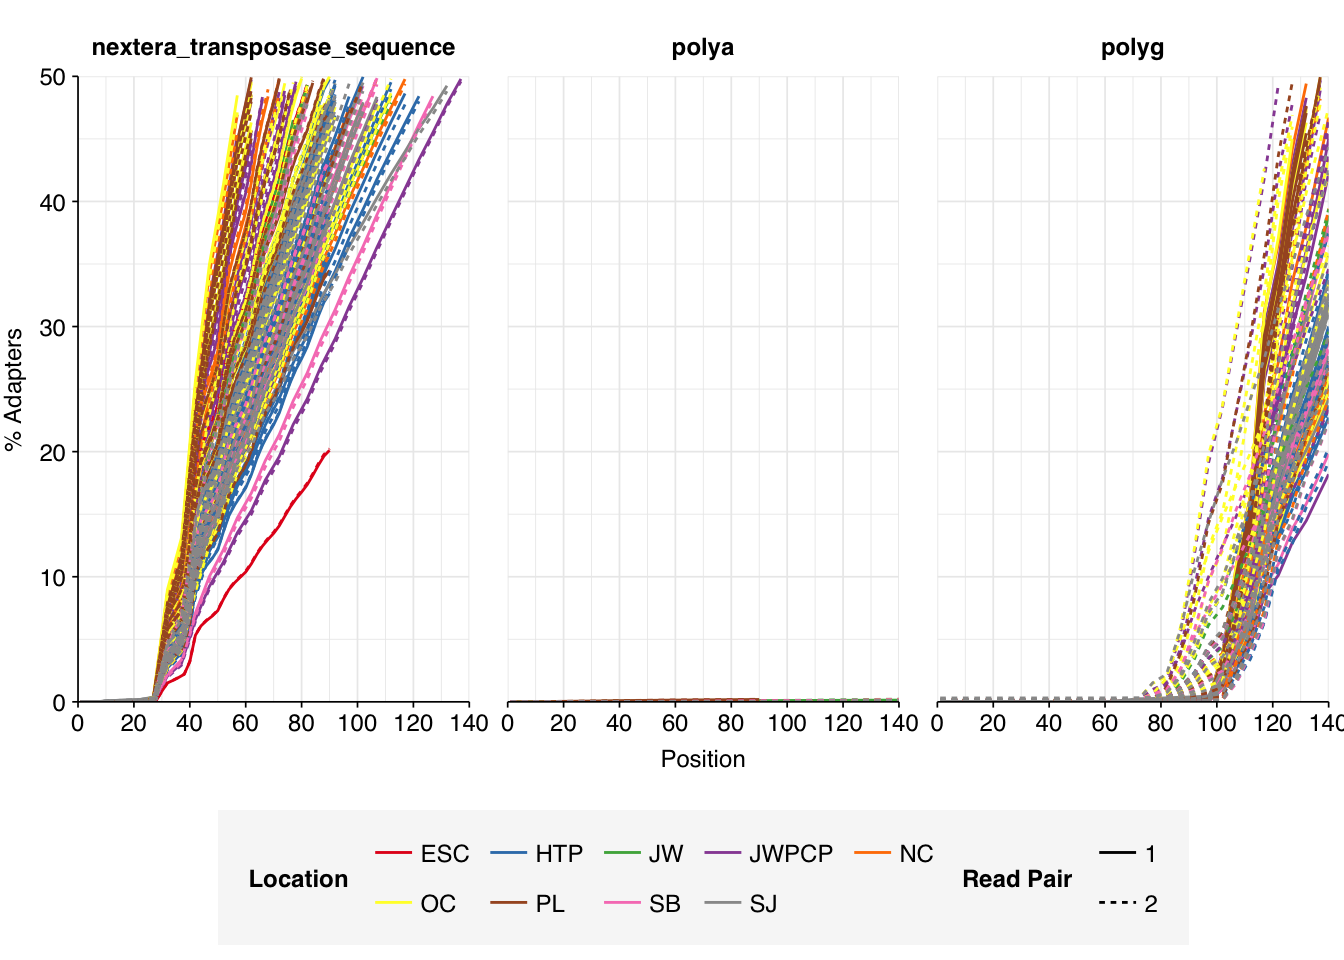 nextera_transposase_sequence polya polyg
50
40
30
20
10
0
% Adapters
0 20 40 60 80 100 120 140 0 20 40 60 80 100 120 140 0 20 40 60 80 100 120 140
Position
Location ESC HTP JW JWPCP NC
OC PL SB SJ
Read Pair 1
2